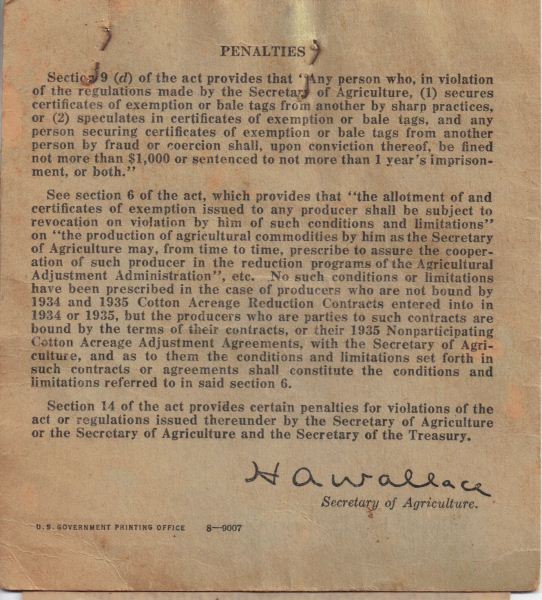 PENALTIES
Section 9 (d) of the act provides that "Any person who, in violation
of the regulations made by the Secretary of Agriculture, (1) secures
certificates of exemption or bale tags from another by sharp practices,
or (2) speculates in certificates of exemption or bale tags, and any
person securing certificates of exemption or bale tags from another
person by fraud or coercion shall, upon conviction thereof, be fined
not more than $1,000 or sentenced to not more than 1 year's imprison-
ment, or both."
See section 6 of the act, which provides that "the allotment of and
certificates of exemption issued to any producer shall be subject to
revocation on violation by him of such conditions and limitations"
on "the production of agricultural commodities by him as the Secretary
of Agriculture may, from time to time, prescribe to assure the cooper-
ation of such producer in the reduction programs of the Agricultural
Adjustment Administration", etc. No such conditions or limitations
have been prescribed in the case of producers who are not bound by
1934 and 1935 Cotton Acreage Reduction Contracts entered into in
1934 or 1935, but the producers who are parties to such contracts are
bound by the terms of their contracts, or their 1935 Nonparticipating
Cotton Acreage Adjustment Agreements, with the Secretary of Agri-
culture, and as to them the conditions and limitations set forth in
such contracts or agreements shall constitute the conditions and
limitations referred to in said section 6.
Section 14 of the act provides certain penalties for violations of the
act or regulations issued thereunder by the Secretary of Agriculture
or the Secretary of Agriculture and the Secretary of the Treasury.
H A Wallace
Secretary of Agriculture.
U. S. GOVERNMENT PRINTING OFFICE 8—9007